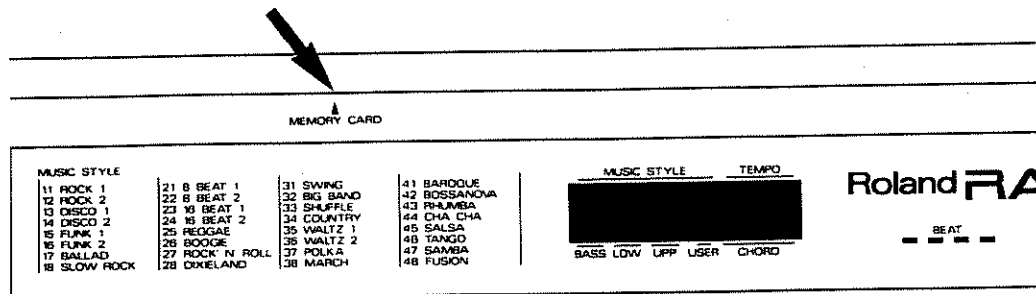 MEMORY CARD
MUSIC STYLE
11 ROCK 1
12 ROCK 2
13 DISCO 1
14 DISCO 2
15 FUNK 1
16 FUNK 2
17 BALLAD
18 SLOW ROCK
21 8 BEAT 1
22 8 BEAT 2
23 16 BEAT 1
24 16 BEAT 2
25 REGGAE
26 BOOGIE
27 ROCK' N ROLL
28 DIXIELAND
31 SWING
32 BIG BAND
33 SHUFFLE
34 COUNTRY
35 WALTZ 1
36 WALTZ 2
37 POLKA
38 MARCH
41 BAROQUE
42 BOSSANOVA
43 RHUMBA
44 CHA CHA
45 SALSA
46 TANGO
47 SAMBA
48 FUSION
MUSIC STYLE TEMPO
BASS LOW UPP USER CHORD
Roland RA
BEAT